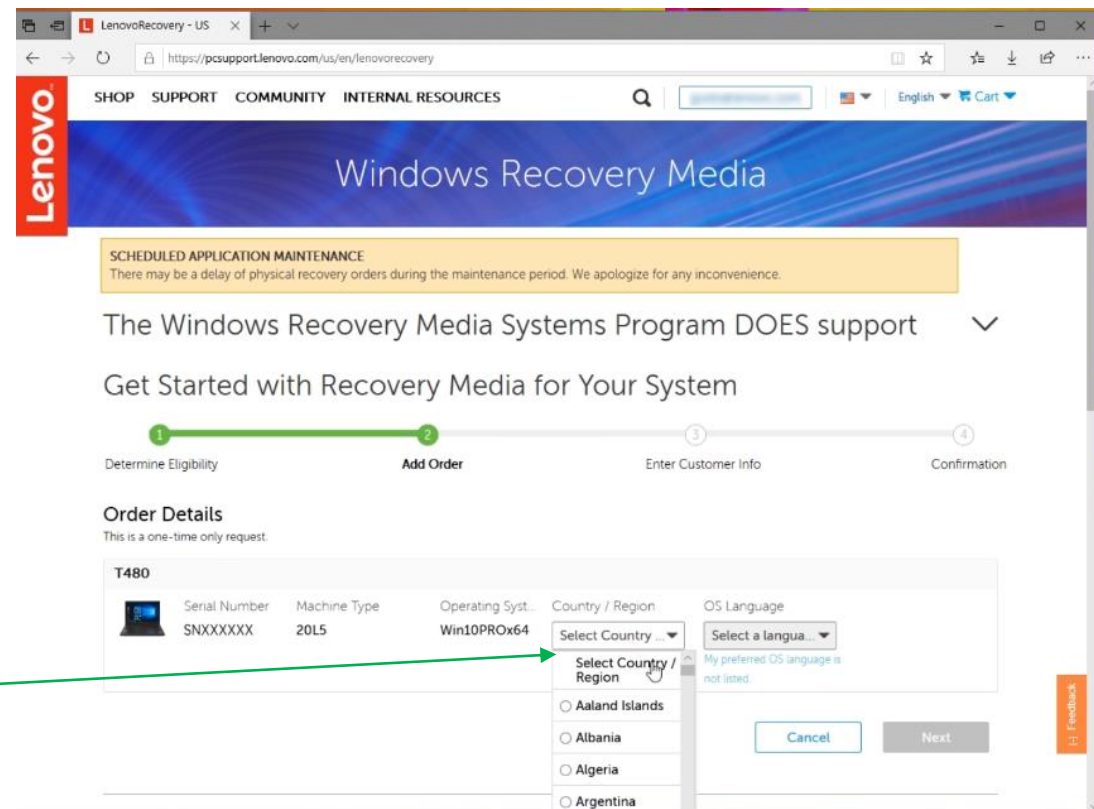 LenovoRecovery - US
https://pcsupport.lenovo.com/us/en/lenovorecovery
Lenovo
SHOP SUPPORT COMMUNITY INTERNAL RESOURCES English Cart
Windows Recovery Media
SCHEDULED APPLICATION MAINTENANCE
There may be a delay of physical recovery orders during the maintenance period. We apologize for any inconvenience.
The Windows Recovery Media Systems Program DOES support
Get Started with Recovery Media for Your System
1 2 3 4
Determine Eligibility Add Order Enter Customer Info Confirmation
Order Details
This is a one-time only request.
T480
Serial Number Machine Type Operating Syst... Country / Region OS Language
SNXXXXXX 20L5 Win10PROx64 Select Country ... Select a langua...
Select Country / My preferred OS language is
Region not listed.
Aaland Islands
Albania Cancel Next
Algeria
Argentina
[-] Feedback